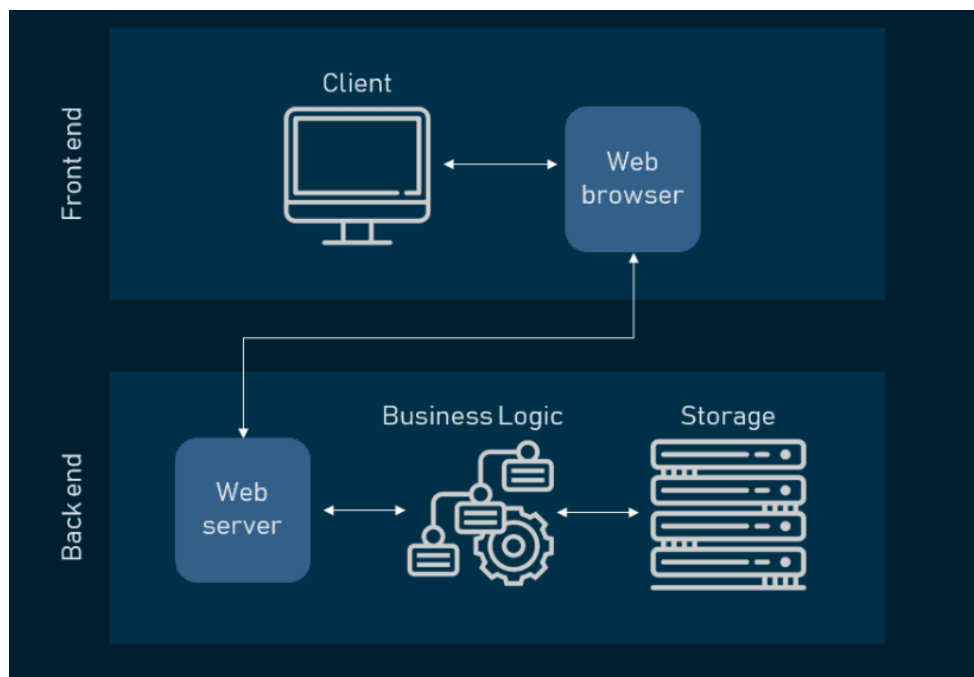 Front end
Client
Web
browser
Back end
Business Logic
Storage
Web
server